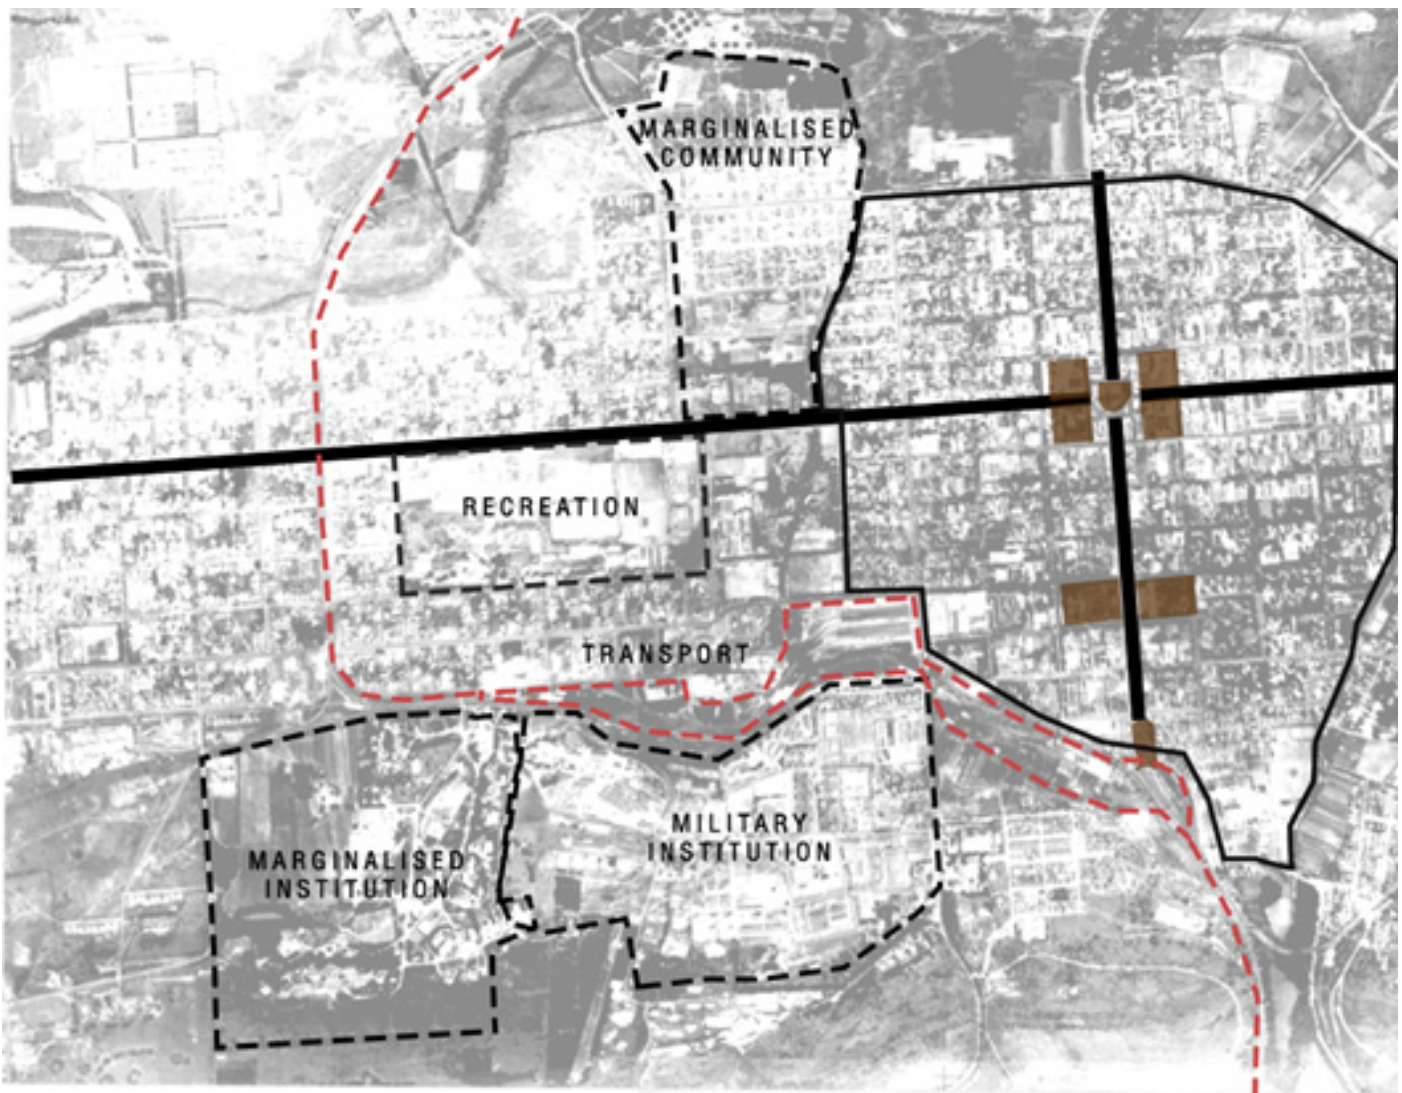 MARGINALISED
COMMUNITY
RECREATION
TRANSPORT
MILITARY
INSTITUTION
MARGINALISED
INSTITUTION